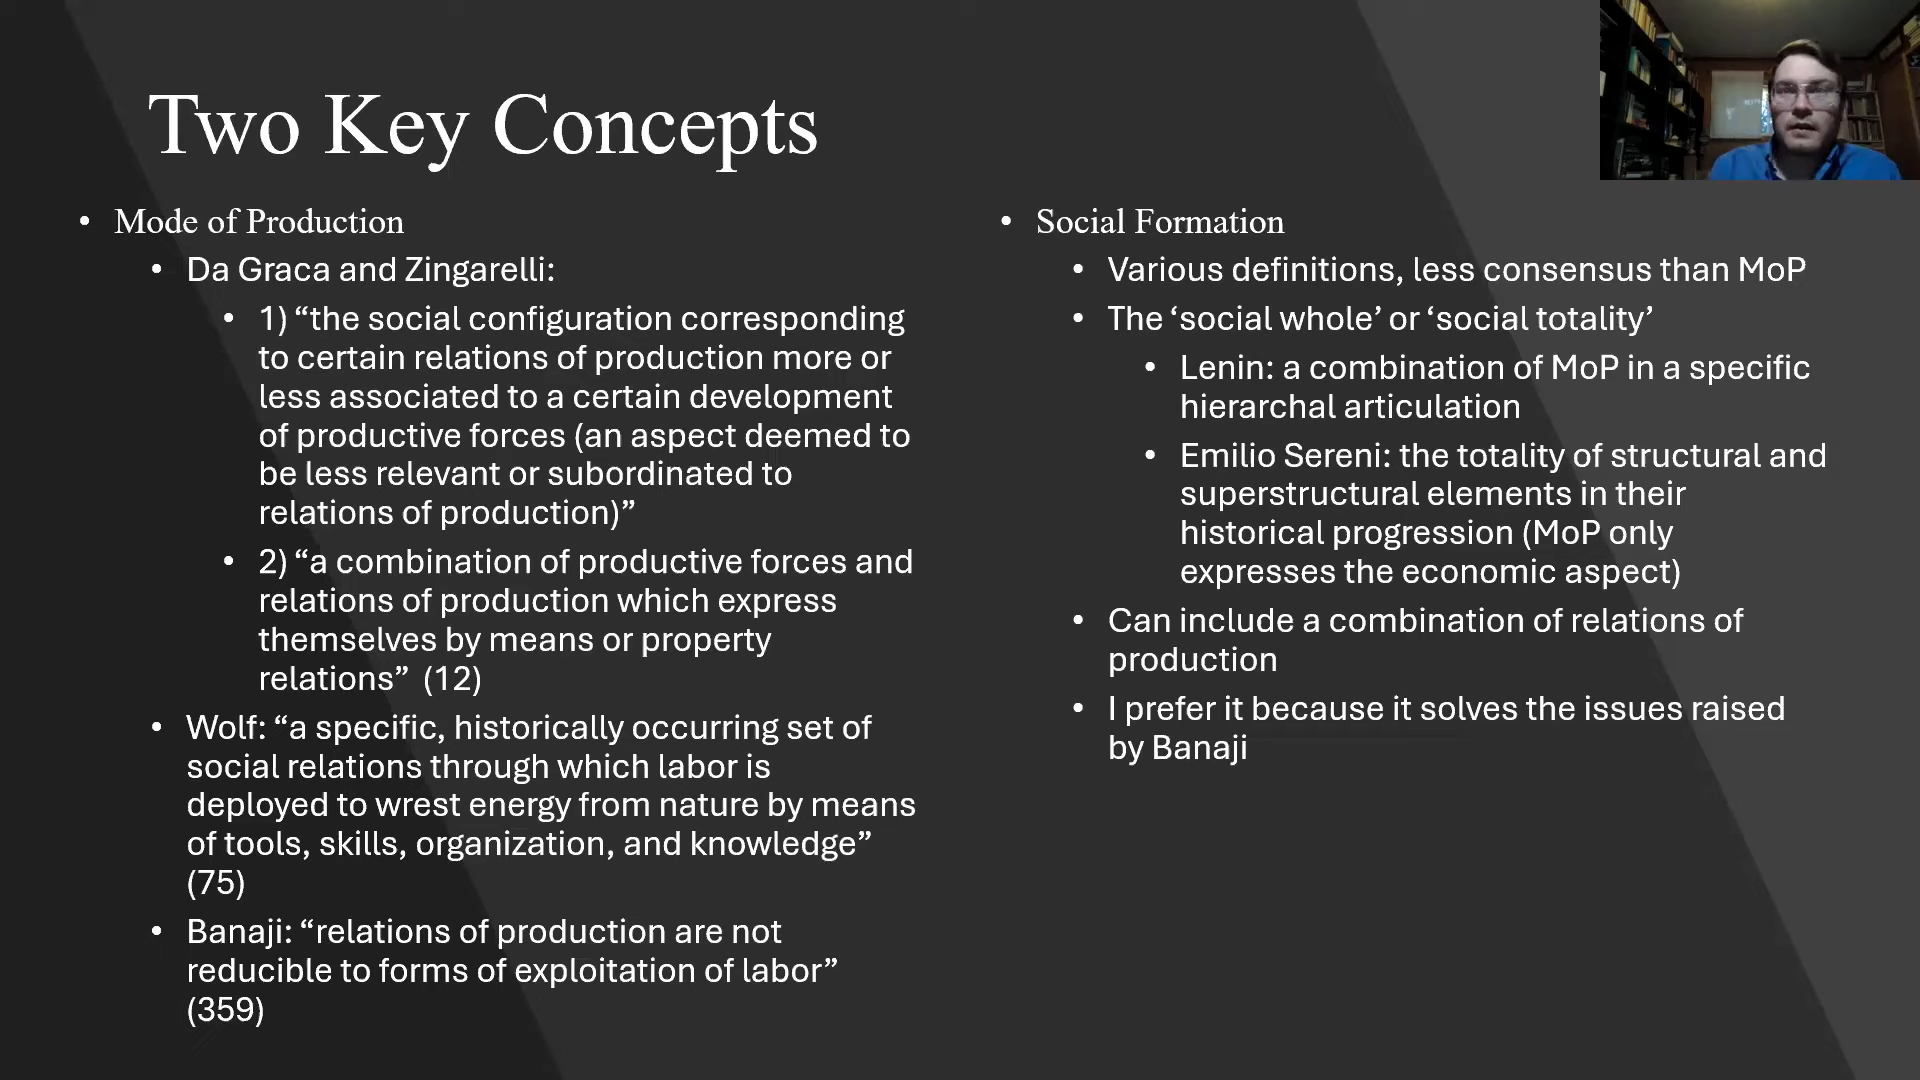 Two Key Concepts
• Mode of Production
• Da Graca and Zingarelli:
• 1) “the social configuration corresponding
to certain relations of production more or
less associated to a certain development
of productive forces (an aspect deemed to
be less relevant or subordinated to
relations of production)”
• 2) “a combination of productive forces and
relations of production which express
themselves by means or property
relations” (12)
• Wolf: “a specific, historically occurring set of
social relations through which labor is
deployed to wrest energy from nature by means
of tools, skills, organization, and knowledge”
(75)
• Banaji: “relations of production are not
reducible to forms of exploitation of labor”
(359)
• Social Formation
• Various definitions, less consensus than MoP
• The ‘social whole’ or ‘social totality’
• Lenin: a combination of MoP in a specific
hierarchal articulation
• Emilio Sereni: the totality of structural and
superstructural elements in their
historical progression (MoP only
expresses the economic aspect)
• Can include a combination of relations of
production
• I prefer it because it solves the issues raised
by Banaji